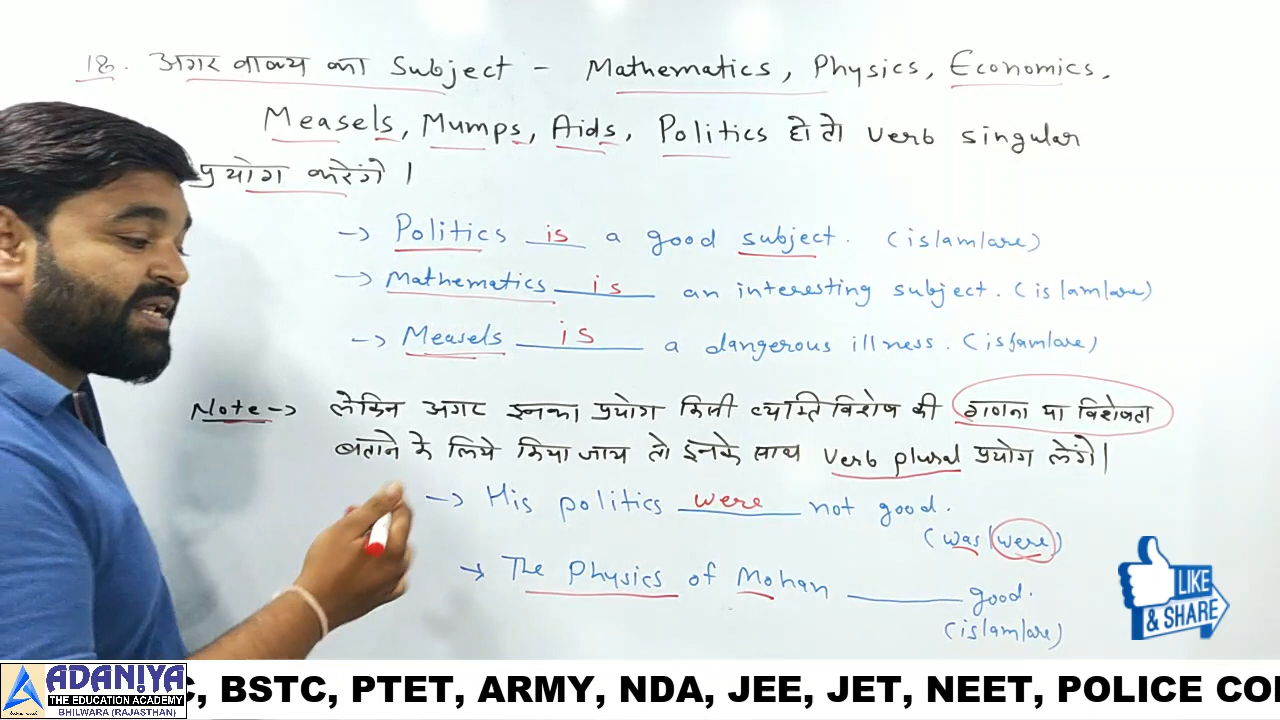 18. अगर वाक्य का Subject - Mathematics, Physics, Economics,
Measels, Mumps, Aids, Politics हो तो verb singular
प्रयोग करेंगे ।
→ Politics is a good subject. (is/am/are)
→ Mathematics is an interesting subject. (is/am/are)
→ Measels is a dangerous illness. (is/am/are)
Note → लेकिन अगर इनका प्रयोग किसी व्यक्ति विशेष की गणना या विशेषता
बताने के लिये किया जाय तो इनके साथ verb plural प्रयोग लेंगे।
→ His politics were not good.
(was/were)
→ The Physics of Mohan ______ good.
(is/am/are)
LIKE
& SHARE
ADANIYA
THE EDUCATION ACADEMY
BHILWARA (RAJASTHAN)
C, BSTC, PTET, ARMY, NDA, JEE, JET, NEET, POLICE CO